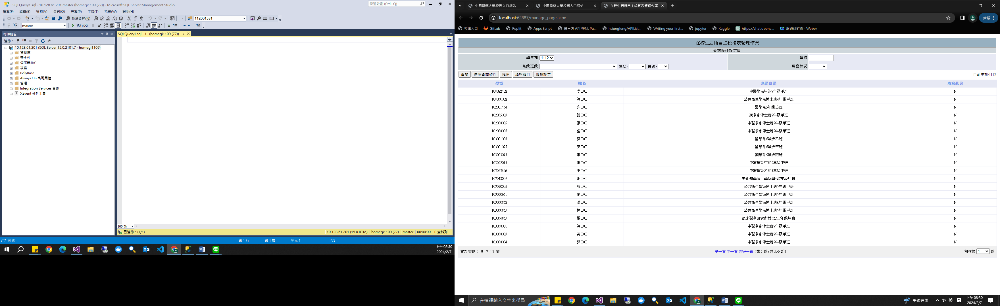 SQLQuery1.sql - 10.128.61.201.master (homegi1109 (77)) - Microsoft SQL Server Management Studio
快速啟動 (Ctrl+Q)
檔案(F) 編輯(E) 檢視(V) 查詢(Q) 專案(P) 工具(T) 視窗(W) 說明(H)
新增查詢(N) 112001581
master 執行(X)
物件總管
連線
10.128.61.201 (SQL Server 15.0.2101.7 - homegi1109)
資料庫
安全性
伺服器物件
複寫
PolyBase
Always On 高可用性
管理
Integration Services 目錄
XEvent 分析工具
SQLQuery1.sql - 1...(homegi1109 (77))
100 %
已連線。(1/1) 10.128.61.201 (15.0 RTM) homegi1109 (77) master 00:00:00 0 資料列
就緒 第 1 行 第 1 欄 字元 1 INS
上午 08:30
2024/2/7
中國醫藥大學校園入口網站 中國醫藥大學校園入口網站 在校生居所自主檢核表管理作業
localhost:62887/manage_page.aspx 錯誤
校園入口 GitLab Replit Apps Script 第三方 API 整理. Pu... hsiangfeng/APIList... Writing your first... jupyter Kaggle https://chat.opena... 網路研討會 - Webex
在校生居所自主檢核表管理作業
查詢條件設定區
學年期 1112 學號
系級班級 年級: 班級: 填寫狀況
查詢 清除查詢條件 匯出 編輯題目 編輯設定 目前年期:1112
學號 姓名 系級班級 填寫狀態
100022402 李〇〇 中醫學系甲組7年級甲班 N
100050002 陳〇〇 公共衛生學系博士班4年級甲班 N
102001454 許〇〇 醫學系5年級乙班 N
102055003 劉〇〇 藥學系博士班7年級甲班 N
102058005 張〇〇 中醫學系博士班7年級甲班 N
102058007 盧〇〇 中醫學系博士班7年級甲班 N
103001008 郭〇〇 醫學系6年級乙班 N
103001025 陳〇〇 醫學系6年級甲班 N
103003043 李〇〇 藥學系5年級丙班 N
103022013 李〇〇 中醫學系甲組7年級甲班 N
103023426 王〇〇 中醫學系乙組5年級甲班 N
103048002 姚〇〇 老化醫學博士學位學程7年級甲班 N
103050003 陳〇〇 公共衛生學系博士班7年級甲班 N
103050651 施〇〇 公共衛生學系博士班7年級甲班 N
103050852 湯〇〇 公共衛生學系博士班6年級甲班 N
103050853 林〇〇 公共衛生學系博士班7年級甲班 N
103054853 張〇〇 臨床醫學研究所博士班7年級甲班 N
103058001 陳〇〇 中醫學系博士班7年級甲班 N
103058003 黃〇〇 中醫學系博士班7年級甲班 N
103058004 郭〇〇 中醫學系博士班7年級甲班 N
資料筆數：共 7115 筆 第一頁 下一頁 最後一頁 ( 第 1 頁 / 共 356 頁 ) 前往第 1 頁
在這裡輸入文字來搜尋 午後有雨 英 上午 08:30
2024/2/7